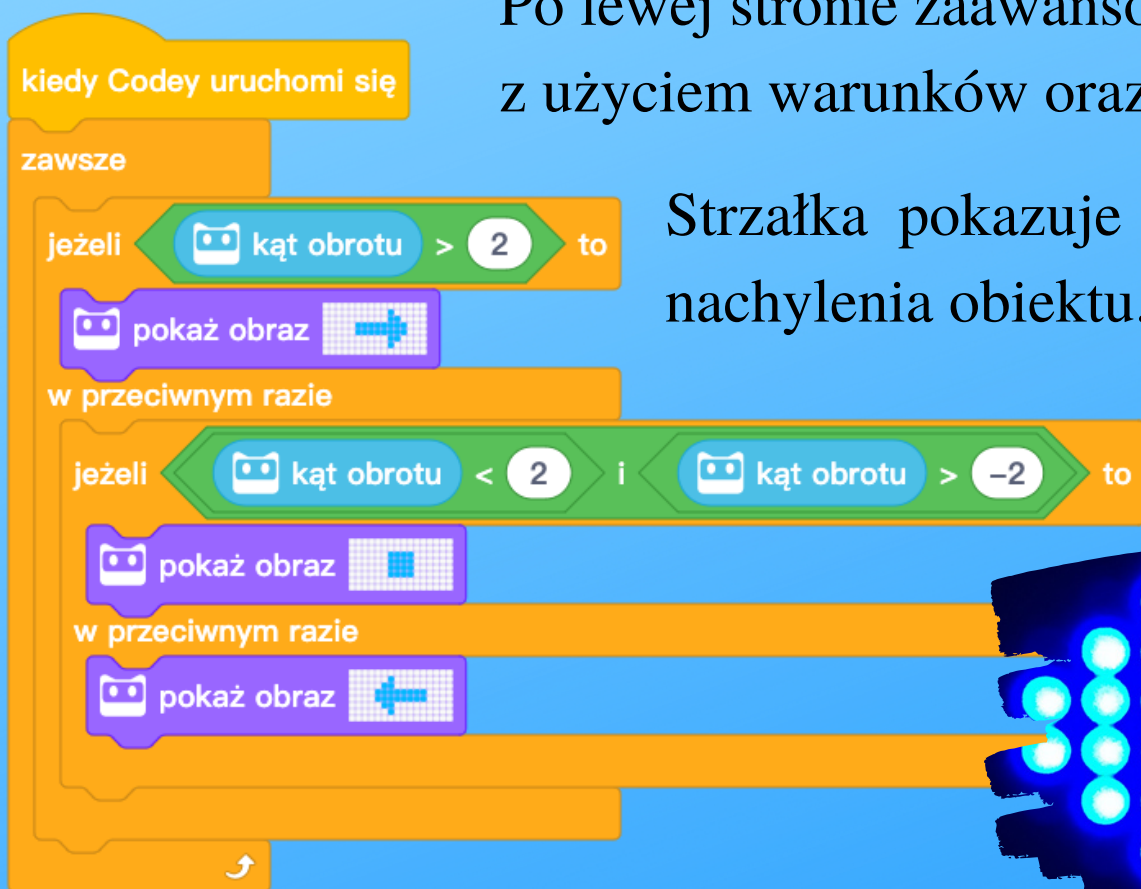 Po lewej stronie
z użyciem warunków oraz
Strzałka pokazuje
nachylenia obiektu.
kiedy Codey uruchomi się
zawsze
jeżeli kąt obrotu > 2 to
pokaż obraz
w przeciwnym razie
jeżeli kąt obrotu < 2 i kąt obrotu > -2 to
pokaż obraz
w przeciwnym razie
pokaż obraz